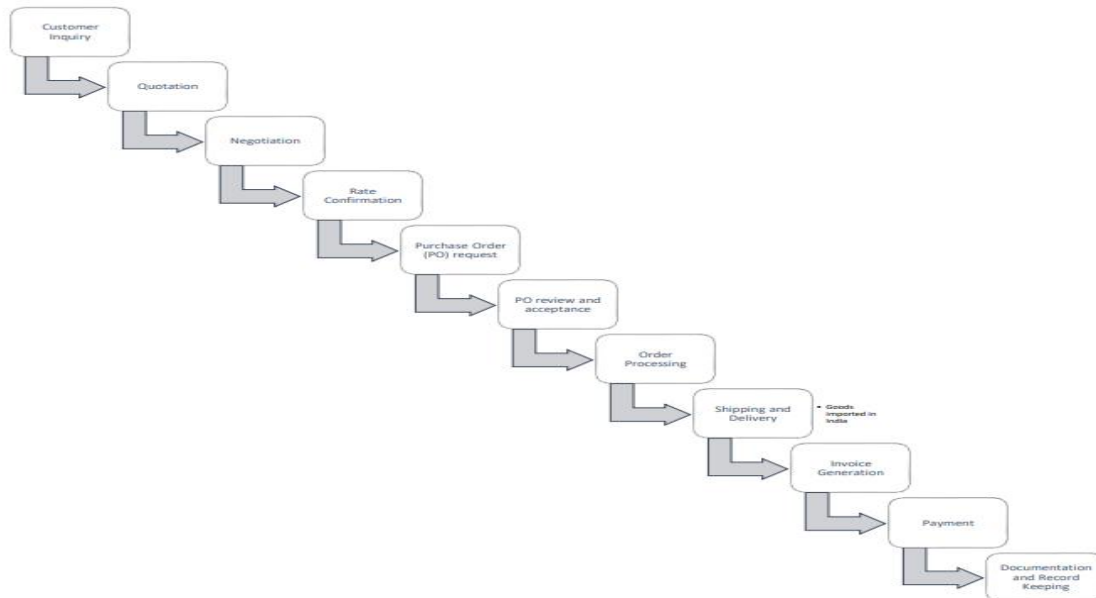 Customer
Inquiry
Quotation
Negotiation
Rate
Confirmation
Purchase Order
(PO) request
PO review and
acceptance
Order
Processing
Shipping and
Delivery
• Goods
imported in
India
Invoice
Generation
Payment
Documentation
and Record
Keeping